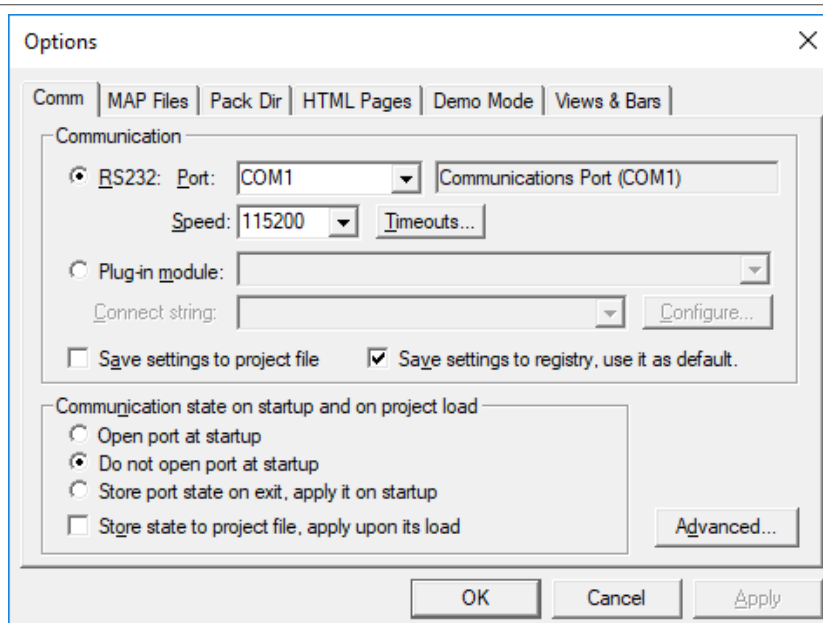 Options
Comm MAP Files Pack Dir HTML Pages Demo Mode Views & Bars
Communication
RS232: Port: COM1 Communications Port (COM1)
Speed: 115200 Timeouts...
Plug-in module:
Connect string: Configure...
Save settings to project file Save settings to registry, use it as default.
Communication state on startup and on project load
Open port at startup
Do not open port at startup
Store port state on exit, apply it on startup
Store state to project file, apply upon its load Advanced...
OK Cancel Apply